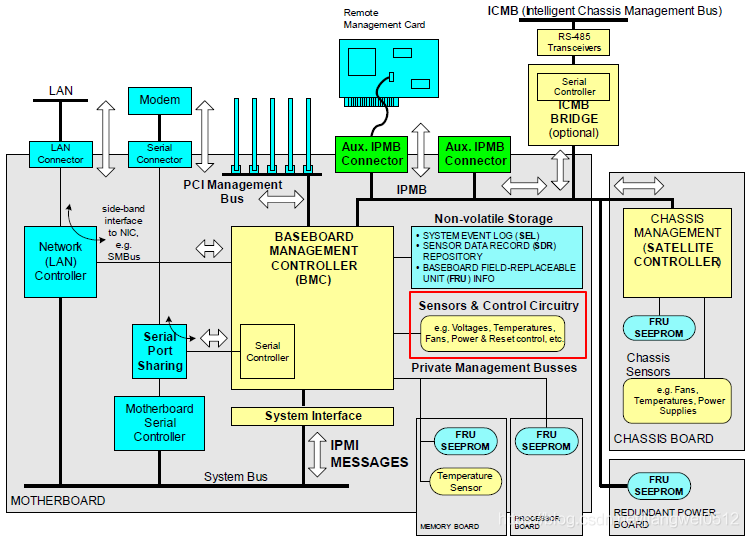 ICMB (Intelligent Chassis Management Bus)
Remote
Management Card
RS-485
Transceivers
Serial
Controller
ICMB
BRIDGE
(optional)
LAN
Modem
LAN
Connector
Serial
Connector
Aux. IPMB
Connector
Aux. IPMB
Connector
PCI Management
Bus
IPMB
side-band
interface
to NIC,
e.g.
SMBus
Network
(LAN)
Controller
BASEBOARD
MANAGEMENT
CONTROLLER
(BMC)
Non-volatile Storage
• SYSTEM EVENT LOG (SEL)
• SENSOR DATA RECORD (SDR)
REPOSITORY
• BASEBOARD FIELD-REPLACEABLE
UNIT (FRU) INFO
CHASSIS
MANAGEMENT
(SATELLITE
CONTROLLER)
Sensors & Control Circuitry
e.g. Voltages, Temperatures,
Fans, Power & Reset control, etc.
FRU
SEEPROM
Serial
Port
Sharing
Serial
Controller
Private Management Busses
Chassis
Sensors
e.g. Fans,
Temperatures, Power
Supplies
Motherboard
Serial
Controller
System Interface
IPMI
MESSAGES
FRU
SEEPROM
FRU
SEEPROM
CHASSIS BOARD
System Bus
Temperature
Sensor
FRU
SEEPROM
MOTHERBOARD
MEMORY BOARD
PROCESSOR
BOARD
REDUNDANT POWER
BOARD